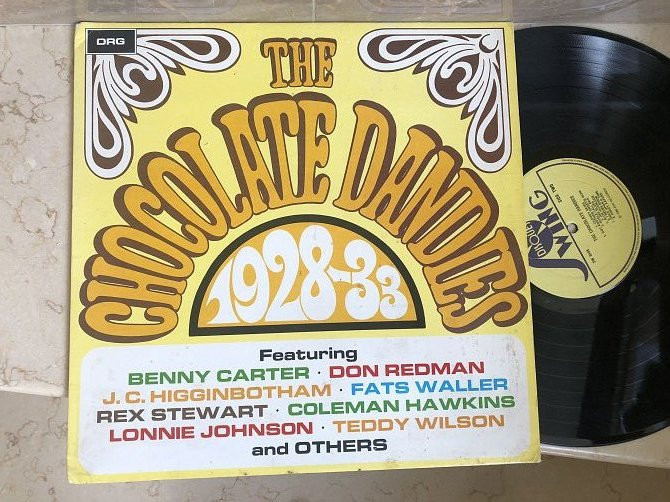 DRG
THE
CHOCOLATE DANDIES
1928-33
Featuring
BENNY CARTER · DON REDMAN
J. C. HIGGINBOTHAM · FATS WALLER
REX STEWART · COLEMAN HAWKINS
LONNIE JOHNSON · TEDDY WILSON
and OTHERS
SWING